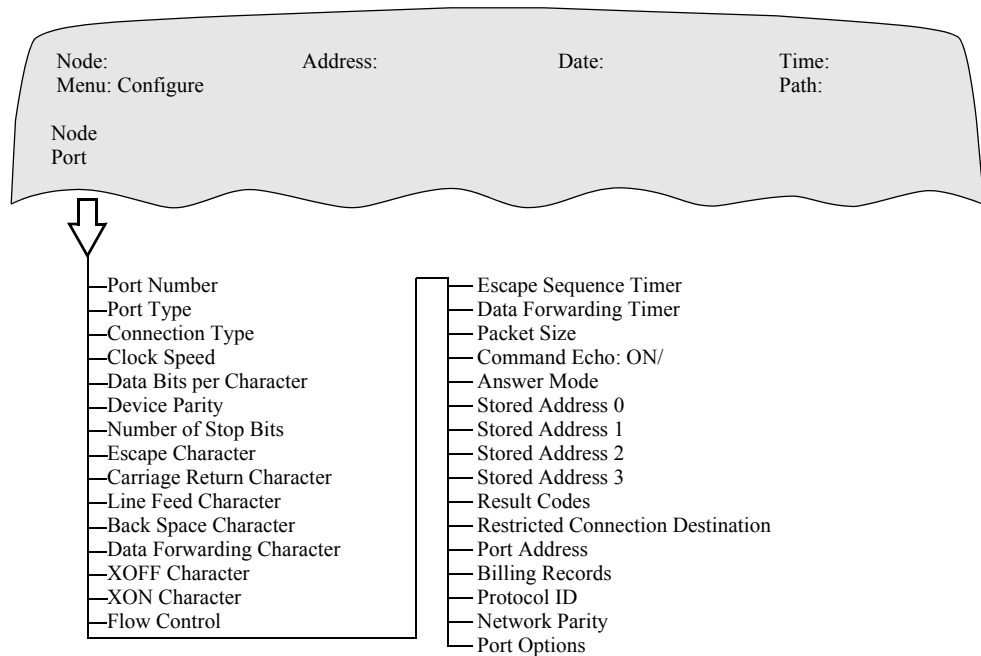 Node: Address: Date: Time:
Menu: Configure Path:
Node
Port
Port Number
Port Type
Connection Type
Clock Speed
Data Bits per Character
Device Parity
Number of Stop Bits
Escape Character
Carriage Return Character
Line Feed Character
Back Space Character
Data Forwarding Character
XOFF Character
XON Character
Flow Control
Escape Sequence Timer
Data Forwarding Timer
Packet Size
Command Echo: ON/
Answer Mode
Stored Address 0
Stored Address 1
Stored Address 2
Stored Address 3
Result Codes
Restricted Connection Destination
Port Address
Billing Records
Protocol ID
Network Parity
Port Options